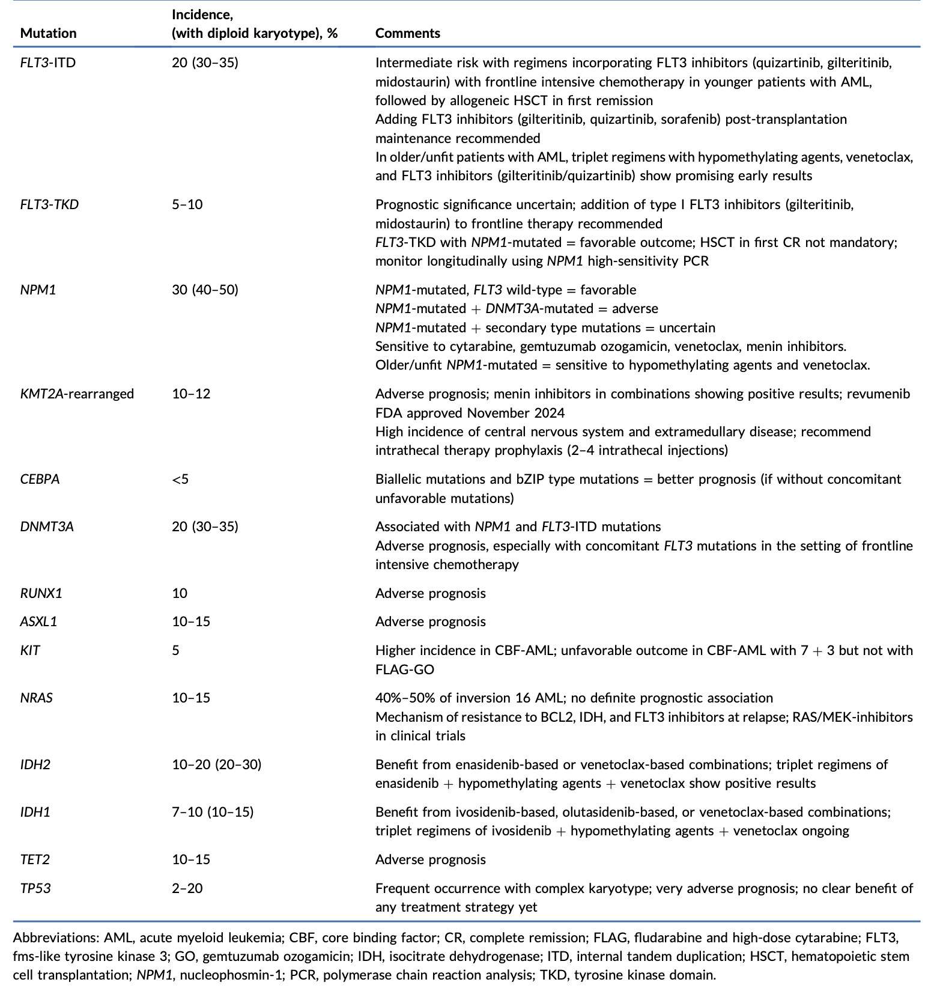 Mutation	Incidence, (with diploid karyotype), %	Comments
FLT3-ITD	20 (30–35)	Intermediate risk with regimens incorporating FLT3 inhibitors (quizartinib, gilteritinib,
midostaurin) with frontline intensive chemotherapy in younger patients with AML,
followed by allogeneic HSCT in first remission
Adding FLT3 inhibitors (gilteritinib, quizartinib, sorafenib) post-transplantation
maintenance recommended
In older/unfit patients with AML, triplet regimens with hypomethylating agents, venetoclax,
and FLT3 inhibitors (gilteritinib/quizartinib) show promising early results
FLT3-TKD	5–10	Prognostic significance uncertain; addition of type I FLT3 inhibitors (gilteritinib,
midostaurin) to frontline therapy recommended
FLT3-TKD with NPM1-mutated = favorable outcome; HSCT in first CR not mandatory;
monitor longitudinally using NPM1 high-sensitivity PCR
NPM1	30 (40–50)	NPM1-mutated, FLT3 wild-type = favorable
NPM1-mutated + DNMT3A-mutated = adverse
NPM1-mutated + secondary type mutations = uncertain
Sensitive to cytarabine, gemtuzumab ozogamicin, venetoclax, menin inhibitors.
Older/unfit NPM1-mutated = sensitive to hypomethylating agents and venetoclax.
KMT2A-rearranged	10–12	Adverse prognosis; menin inhibitors in combinations showing positive results; revumenib
FDA approved November 2024
High incidence of central nervous system and extramedullary disease; recommend
intrathecal therapy prophylaxis (2–4 intrathecal injections)
CEBPA	<5	Biallelic mutations and bZIP type mutations = better prognosis (if without concomitant
unfavorable mutations)
DNMT3A	20 (30–35)	Associated with NPM1 and FLT3-ITD mutations
Adverse prognosis, especially with concomitant FLT3 mutations in the setting of frontline
intensive chemotherapy
RUNX1	10	Adverse prognosis
ASXL1	10–15	Adverse prognosis
KIT	5	Higher incidence in CBF-AML; unfavorable outcome in CBF-AML with 7 + 3 but not with
FLAG-GO
NRAS	10–15	40%–50% of inversion 16 AML; no definite prognostic association
Mechanism of resistance to BCL2, IDH, and FLT3 inhibitors at relapse; RAS/MEK-inhibitors
in clinical trials
IDH2	10–20 (20–30)	Benefit from enasidenib-based or venetoclax-based combinations; triplet regimens of
enasidenib + hypomethylating agents + venetoclax show positive results
IDH1	7–10 (10–15)	Benefit from ivosidenib-based, olutasidenib-based, or venetoclax-based combinations;
triplet regimens of ivosidenib + hypomethylating agents + venetoclax ongoing
TET2	10–15	Adverse prognosis
TP53	2–20	Frequent occurrence with complex karyotype; very adverse prognosis; no clear benefit of
any treatment strategy yet
Abbreviations: AML, acute myeloid leukemia; CBF, core binding factor; CR, complete remission; FLAG, fludarabine and high-dose cytarabine; FLT3,
fms-like tyrosine kinase 3; GO, gemtuzumab ozogamicin; IDH, isocitrate dehydrogenase; ITD, internal tandem duplication; HSCT, hematopoietic stem
cell transplantation; NPM1, nucleophosmin-1; PCR, polymerase chain reaction analysis; TKD, tyrosine kinase domain.